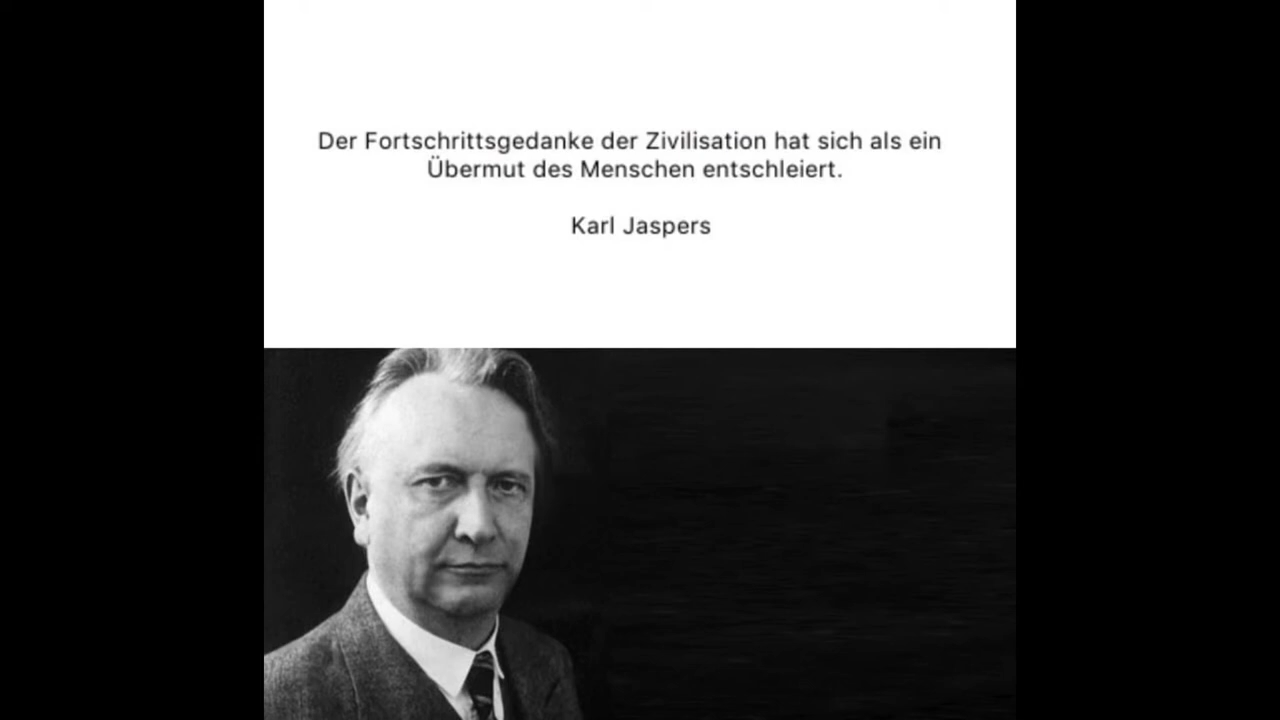 Der Fortschrittsgedanke der Zivilisation hat sich als ein
Übermut des Menschen entschleiert.
Karl Jaspers